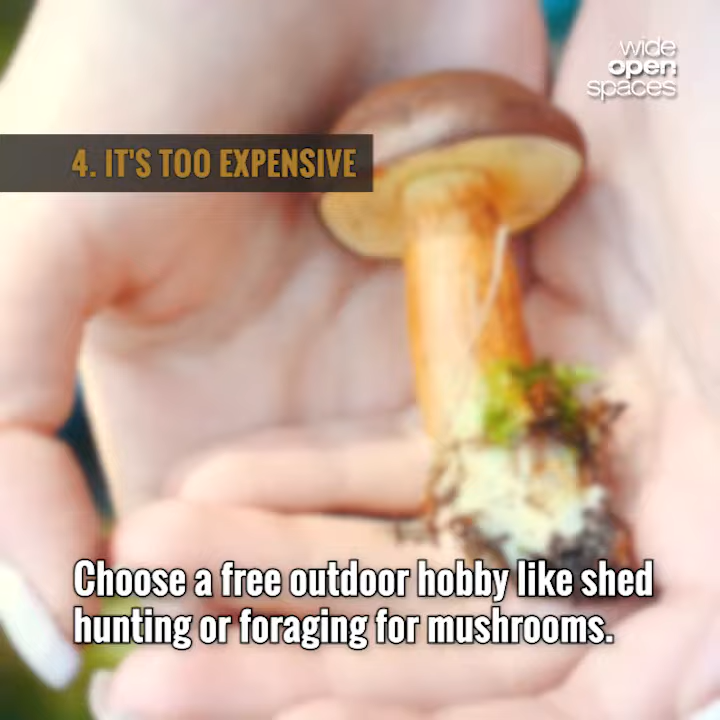 wide
open
spaces
4. IT'S TOO EXPENSIVE
Choose a free outdoor hobby like shed
hunting or foraging for mushrooms.